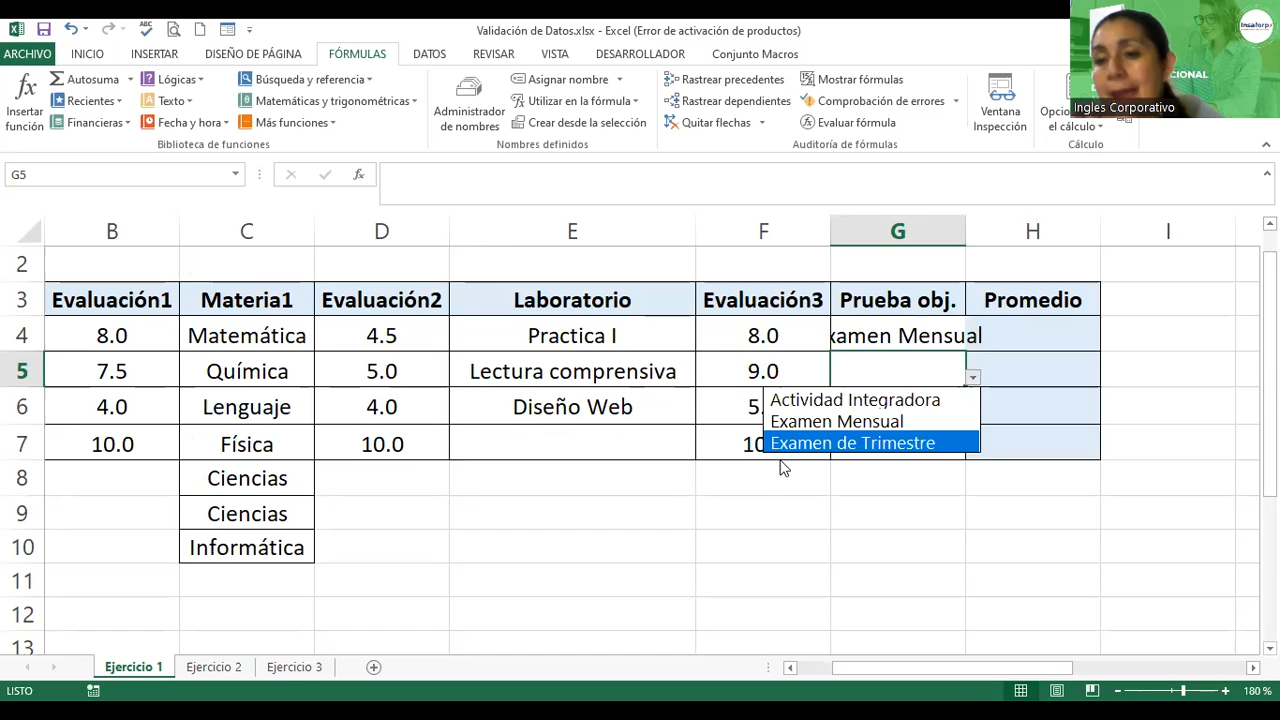 Validación de Datos.xlsx - Excel (Error de activación de productos)
ARCHIVO INICIO INSERTAR DISEÑO DE PÁGINA FÓRMULAS DATOS REVISAR VISTA DESARROLLADOR Conjunto Macros
Insertar función
Autosuma
Recientes
Financieras
Lógicas
Texto
Fecha y hora
Búsqueda y referencia
Matemáticas y trigonométricas
Más funciones
Biblioteca de funciones
Administrador de nombres
Asignar nombre
Utilizar en la fórmula
Crear desde la selección
Nombres definidos
Rastrear precedentes
Rastrear dependientes
Quitar flechas
Mostrar fórmulas
Comprobación de errores
Evaluar fórmula
Auditoría de fórmulas
Ventana Inspección
el cálculo
Cálculo
CIONAL
Insaforp
Ingles Corporativo
G5
B C D E F G H I
2
3 Evaluación1 Materia1 Evaluación2 Laboratorio Evaluación3 Prueba obj. Promedio
4 8.0 Matemática 4.5 Practica I 8.0 xamen Mensual
5 7.5 Química 5.0 Lectura comprensiva 9.0
6 4.0 Lenguaje 4.0 Diseño Web 5.
7 10.0 Física 10.0 10
Actividad Integradora
Examen Mensual
Examen de Trimestre
8 Ciencias
9 Ciencias
10 Informática
11
12
13
Ejercicio 1 Ejercicio 2 Ejercicio 3
LISTO 180 %